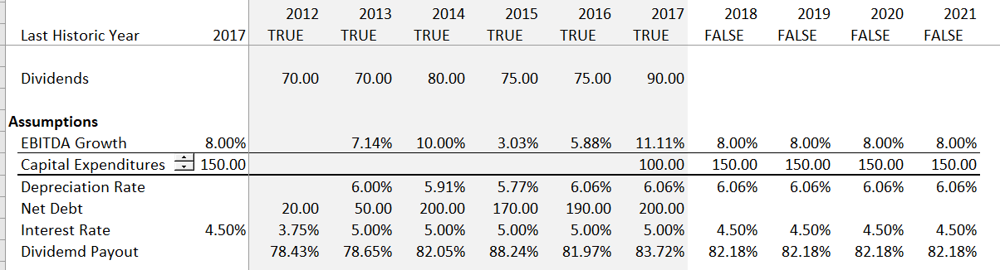 2012 2013 2014 2015 2016 2017 2018 2019 2020 2021
Last Historic Year 2017 TRUE TRUE TRUE TRUE TRUE TRUE FALSE FALSE FALSE FALSE
Dividends 70.00 70.00 80.00 75.00 75.00 90.00
Assumptions
EBITDA Growth 8.00% 7.14% 10.00% 3.03% 5.88% 11.11% 8.00% 8.00% 8.00% 8.00%
Capital Expenditures 150.00 100.00 150.00 150.00 150.00 150.00
Depreciation Rate 6.00% 5.91% 5.77% 6.06% 6.06% 6.06% 6.06% 6.06% 6.06%
Net Debt 20.00 50.00 200.00 170.00 190.00 200.00
Interest Rate 4.50% 3.75% 5.00% 5.00% 5.00% 5.00% 5.00% 4.50% 4.50% 4.50% 4.50%
Dividemd Payout 78.43% 78.65% 82.05% 88.24% 81.97% 83.72% 82.18% 82.18% 82.18% 82.18%